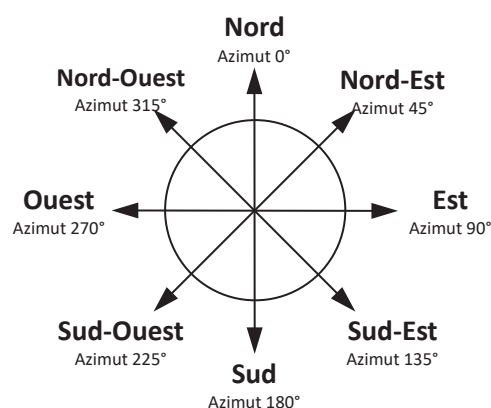 Nord
Azimut 0°
Nord-Ouest
Azimut 315°
Nord-Est
Azimut 45°
Ouest
Azimut 270°
Est
Azimut 90°
Sud-Ouest
Azimut 225°
Sud-Est
Azimut 135°
Sud
Azimut 180°